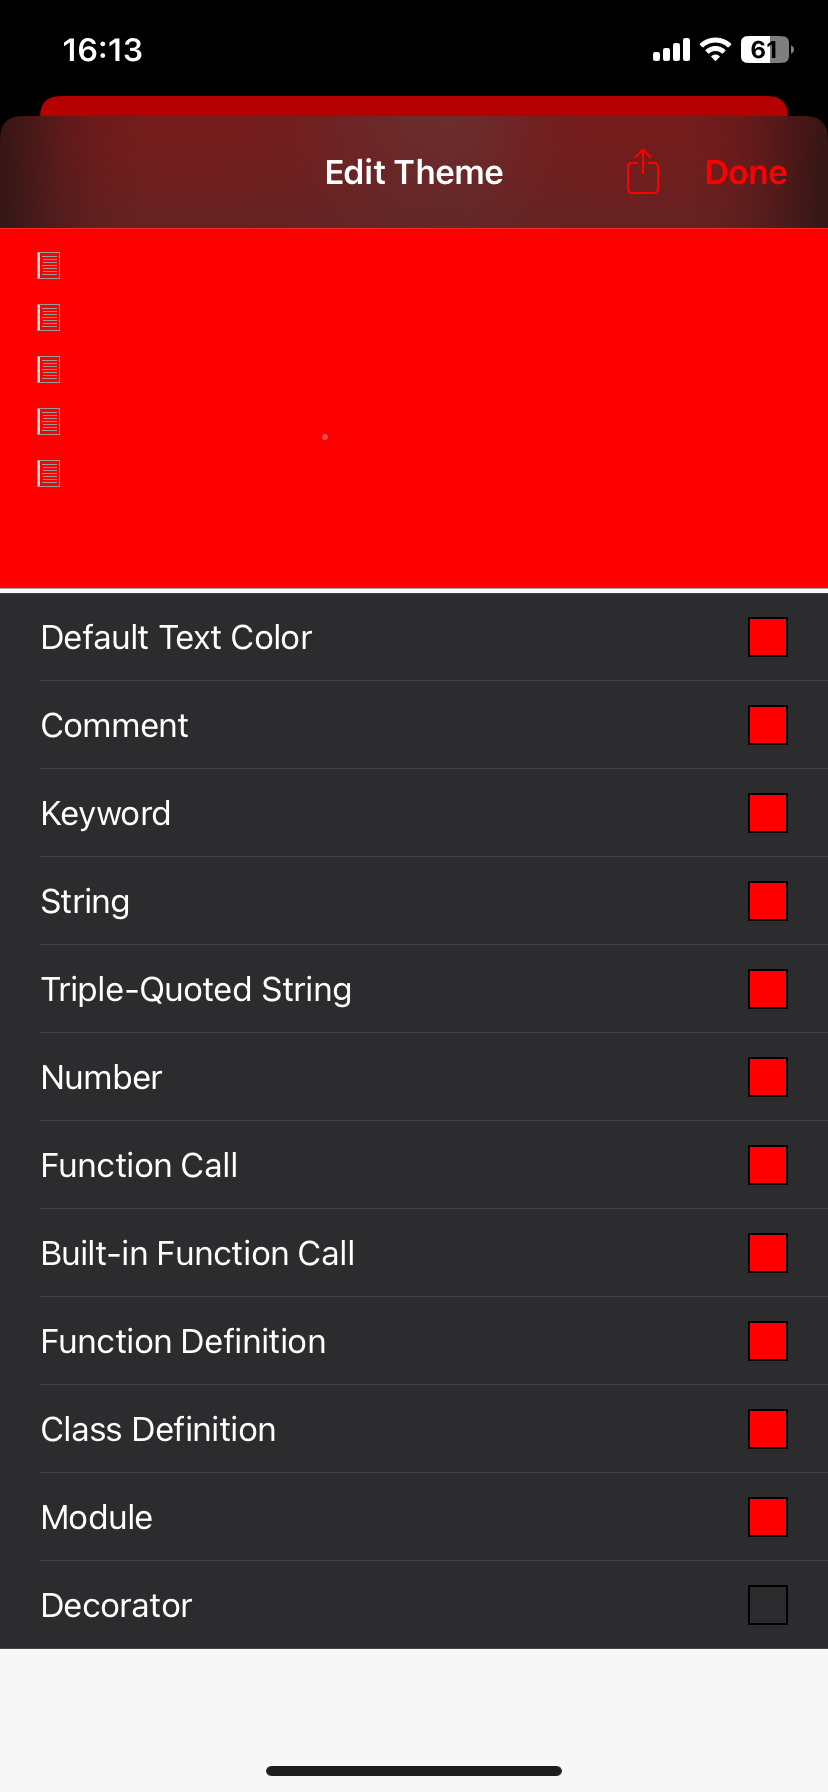 16:13
61
Edit Theme
Done
Default Text Color
Comment
Keyword
String
Triple-Quoted String
Number
Function Call
Built-in Function Call
Function Definition
Class Definition
Module
Decorator